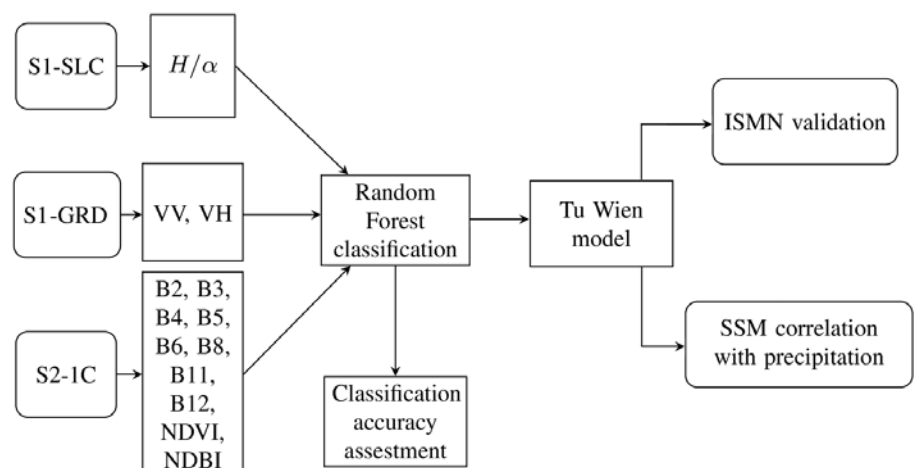 S1-SLC
H/α
S1-GRD
VV, VH
S2-1C
B2, B3,
B4, B5,
B6, B8,
B11,
B12,
NDVI,
NDBI
Random
Forest
classification
Classification
accuracy
assestment
Tu Wien
model
ISMN validation
SSM correlation
with precipitation